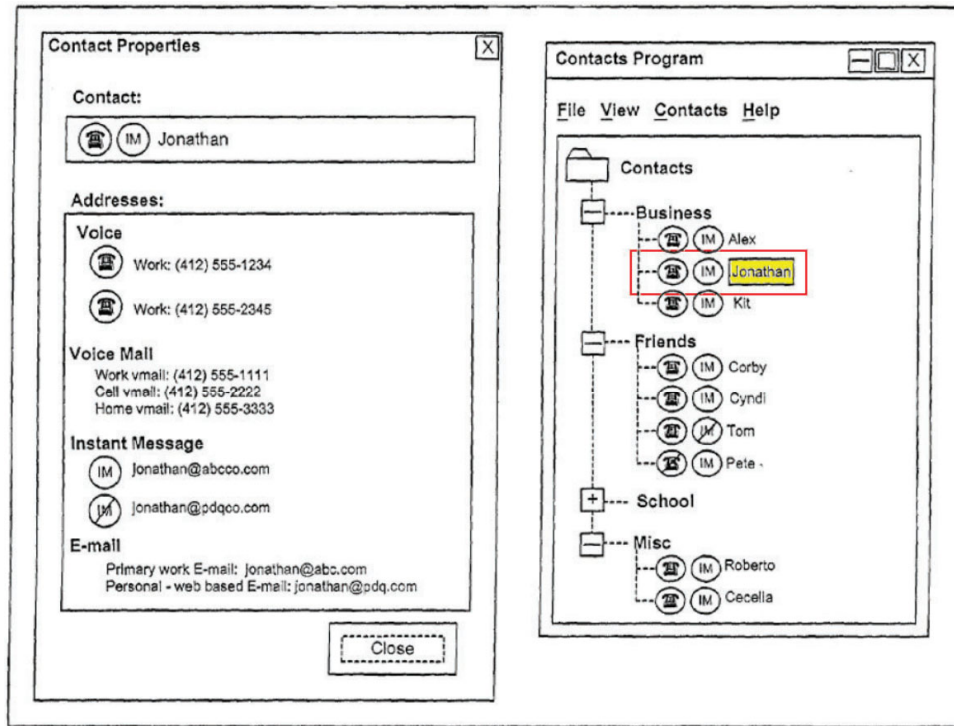 Contact Properties
X
Contact:
IM Jonathan
Addresses:
Voice
Work: (412) 555-1234
Work: (412) 555-2345
Voice Mail
Work vmail: (412) 555-1111
Cell vmail: (412) 555-2222
Home vmail: (412) 555-3333
Instant Message
IM jonathan@abcco.com
IM jonathan@pdqco.com
E-mail
Primary work E-mail: jonathan@abc.com
Personal - web based E-mail: jonathan@pdq.com
Close
Contacts Program
X
File View Contacts Help
Contacts
Business
IM Alex
IM Jonathan
IM Kit
Friends
IM Corby
IM Cyndi
IM Tom
IM Pete
School
Misc
IM Roberto
IM Cecelia